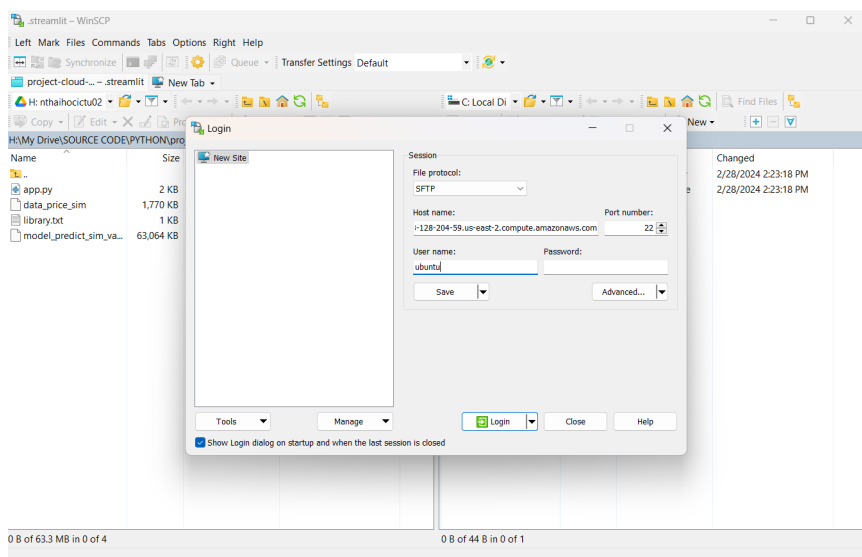 .streamlit – WinSCP
Left Mark Files Commands Tabs Options Right Help
Synchronize Queue Transfer Settings Default
project-cloud-... – .streamlit New Tab
H: nthaihocictu02 C: Local Di Find Files
Copy Edit New
H:\My Drive\SOURCE CODE\PYTHON\pro
Name Size Changed
.. 2/28/2024 2:23:18 PM
app.py 2 KB 2/28/2024 2:23:18 PM
data_price_sim 1,770 KB
library.txt 1 KB
model_predict_sim_va... 63,064 KB
Login
New Site
Session
File protocol:
SFTP
Host name: Port number:
-128-204-59.us-east-2.compute.amazonaws.com 22
User name: Password:
ubuntu
Save Advanced...
Tools Manage Login Close Help
Show Login dialog on startup and when the last session is closed
0 B of 63.3 MB in 0 of 4 0 B of 44 B in 0 of 1